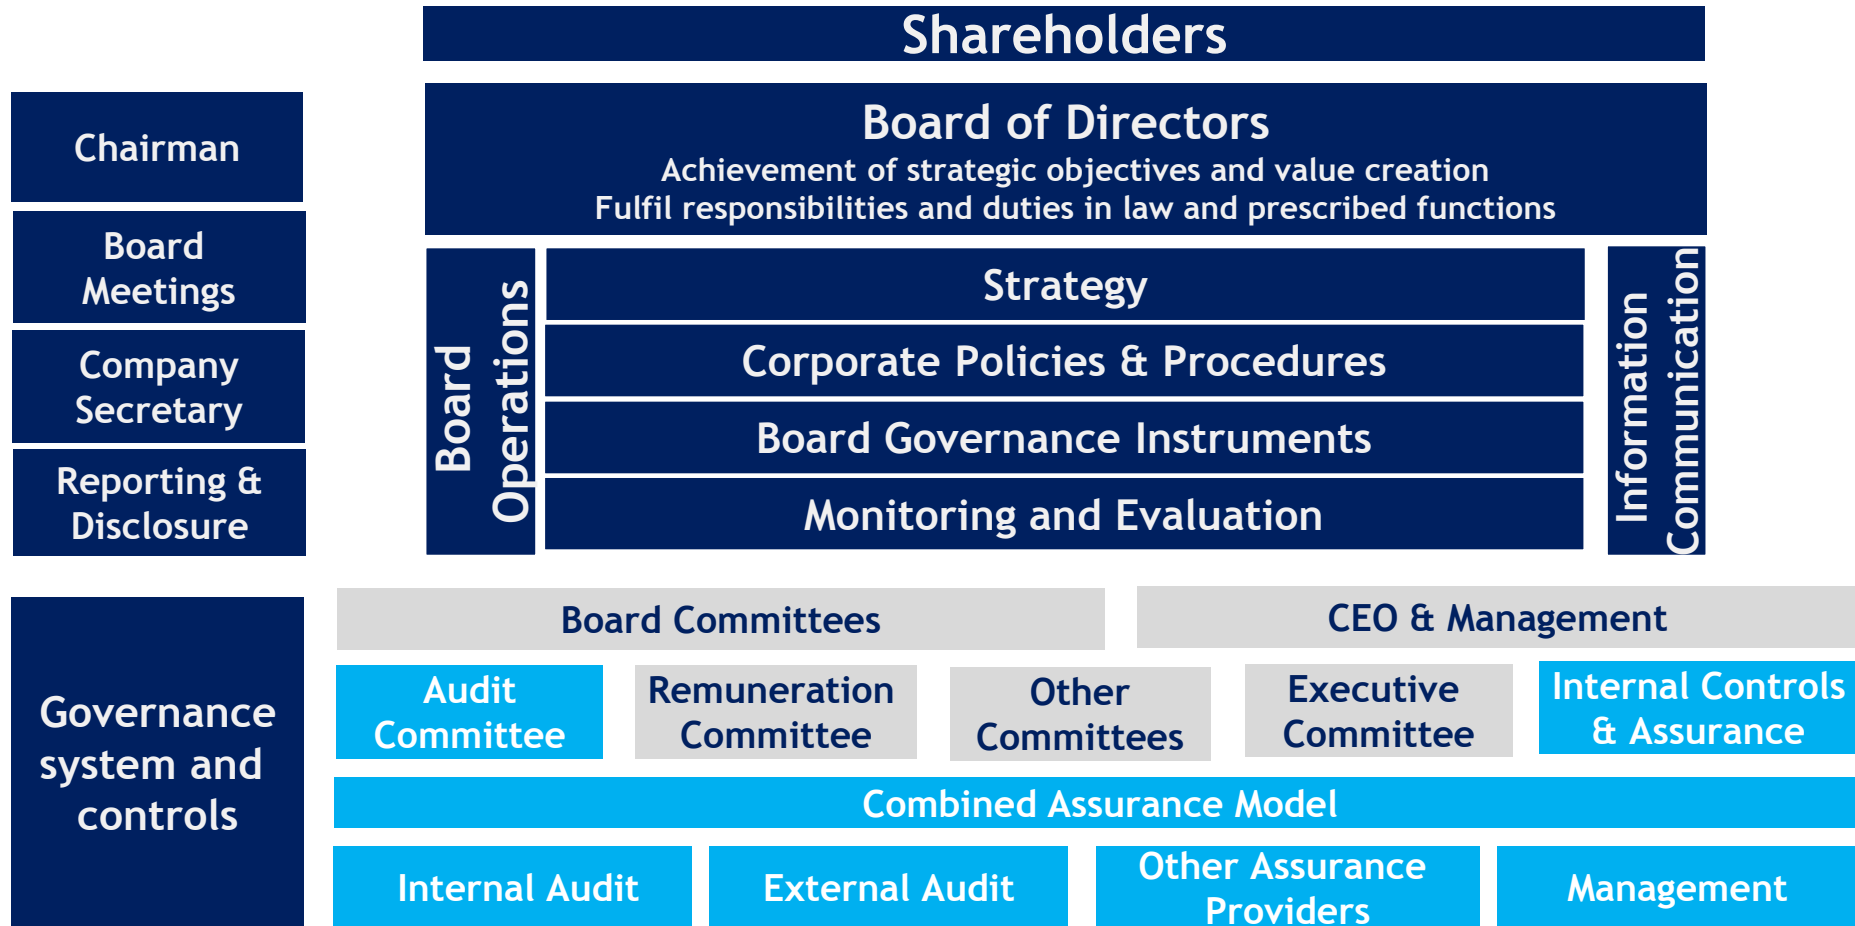 Shareholders
Chairman
Board of Directors
Achievement of strategic objectives and value creation
Fulfil responsibilities and duties in law and prescribed functions
Board
Meetings
Company
Secretary
Reporting &
Disclosure
Board
Operations
Strategy
Corporate Policies & Procedures
Board Governance Instruments
Monitoring and Evaluation
Information
Communication
Governance
system and
controls
Board Committees
CEO & Management
Audit
Committee
Remuneration
Committee
Other
Committees
Executive
Committee
Internal Controls
& Assurance
Combined Assurance Model
Internal Audit
External Audit
Other Assurance
Providers
Management